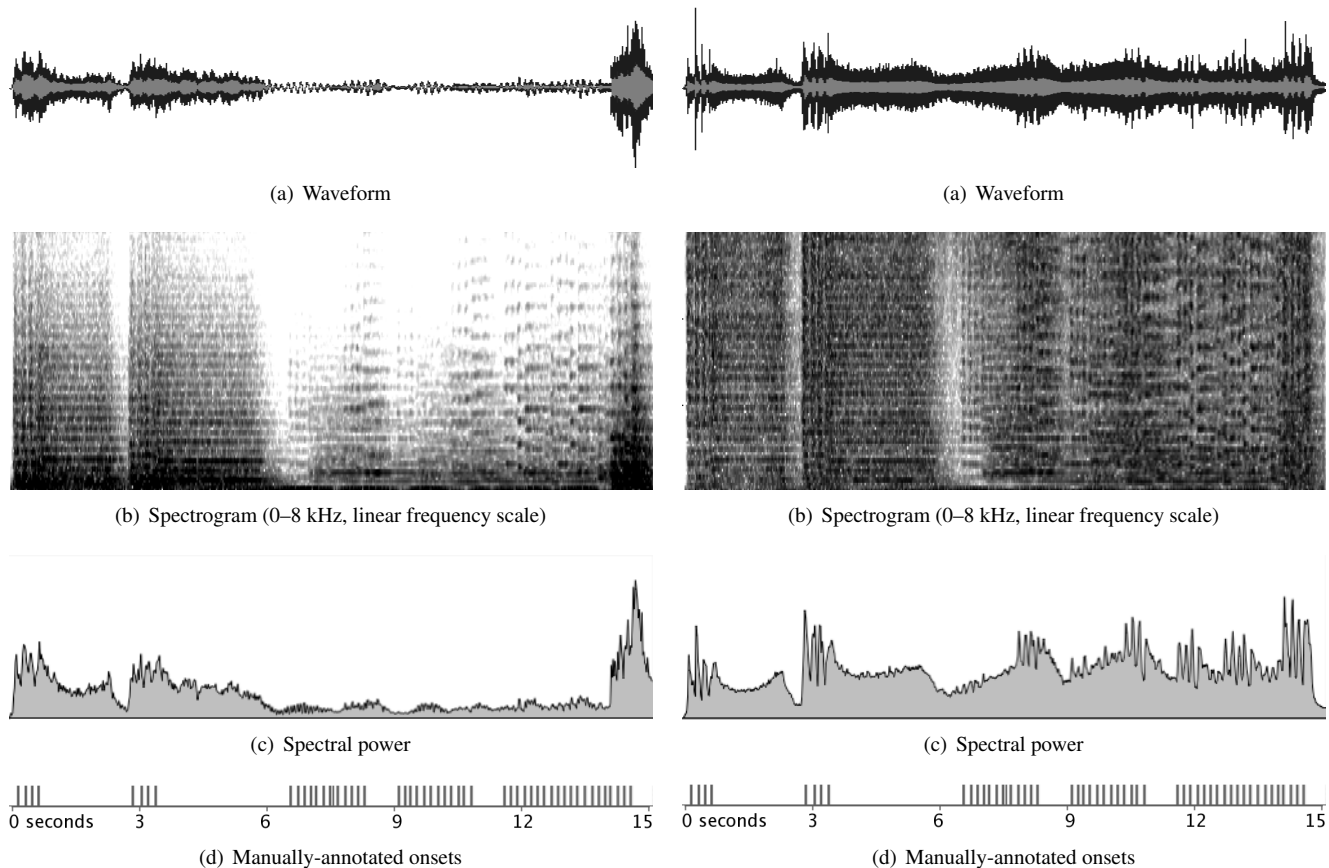 (a) Waveform
(b) Spectrogram (0–8 kHz, linear frequency scale)
(c) Spectral power
0 seconds 3 6 9 12 15
(d) Manually-annotated onsets
(a) Waveform
(b) Spectrogram (0–8 kHz, linear frequency scale)
(c) Spectral power
0 seconds 3 6 9 12 15
(d) Manually-annotated onsets